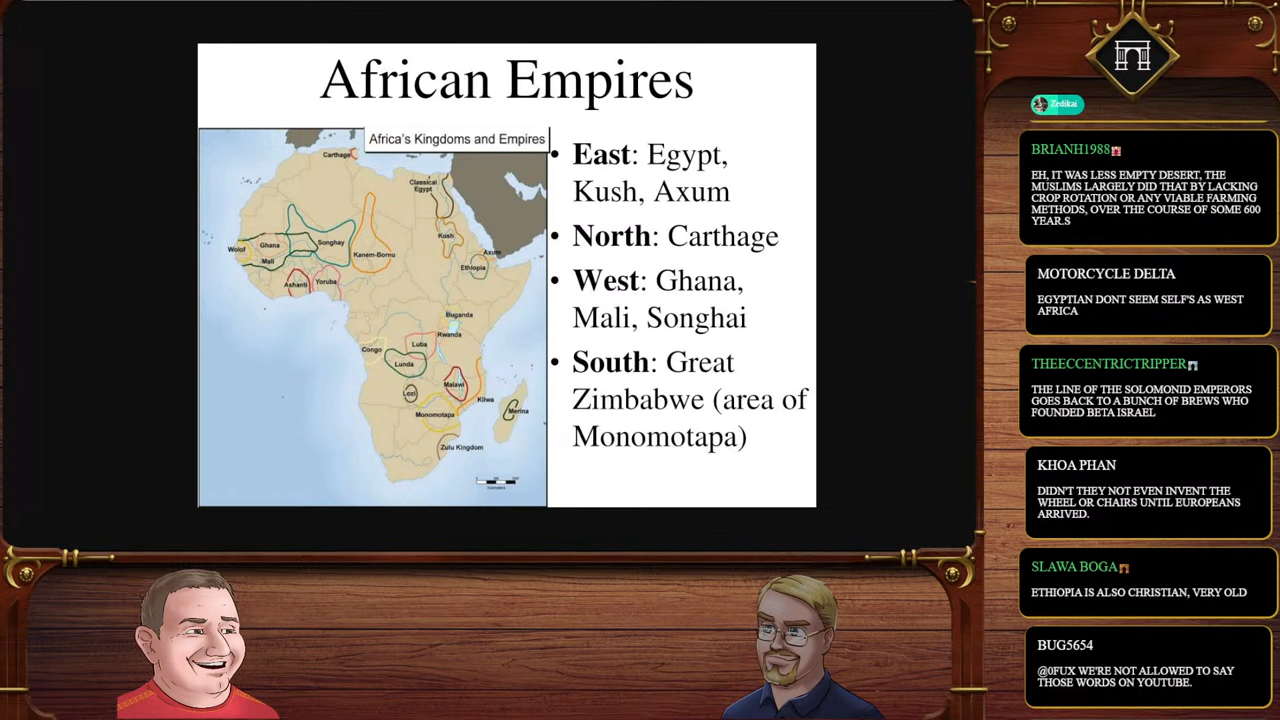 African Empires
Africa's Kingdoms and Empires
Carthage
Classical
Egypt
Wolof
Ghana
Mali
Songhay
Kanem-Bornu
Kush
Axum
Ethiopia
Ashanti
Yoruba
Buganda
Rwanda
Congo
Luba
Lunda
Malawi
Lozi
Kilwa
Monomotapa
Merina
Zulu Kingdom
• East: Egypt,
Kush, Axum
• North: Carthage
• West: Ghana,
Mali, Songhai
• South: Great
Zimbabwe (area of
Monomotapa)
Zedikai
BRIANH1988
EH, IT WAS LESS EMPTY DESERT, THE
MUSLIMS LARGELY DID THAT BY LACKING
CROP ROTATION OR ANY VIABLE FARMING
METHODS, OVER THE COURSE OF SOME 600
YEAR.S
MOTORCYCLE DELTA
EGYPTIAN DONT SEEM SELF'S AS WEST
AFRICA
THEECCENTRICTRIPPER
THE LINE OF THE SOLOMONID EMPERORS
GOES BACK TO A BUNCH OF BREWS WHO
FOUNDED BETA ISRAEL
KHOA PHAN
DIDN'T THEY NOT EVEN INVENT THE
WHEEL OR CHAIRS UNTIL EUROPEANS
ARRIVED.
SLAWA BOGA
ETHIOPIA IS ALSO CHRISTIAN, VERY OLD
BUG5654
@0FUX WE'RE NOT ALLOWED TO SAY
THOSE WORDS ON YOUTUBE.